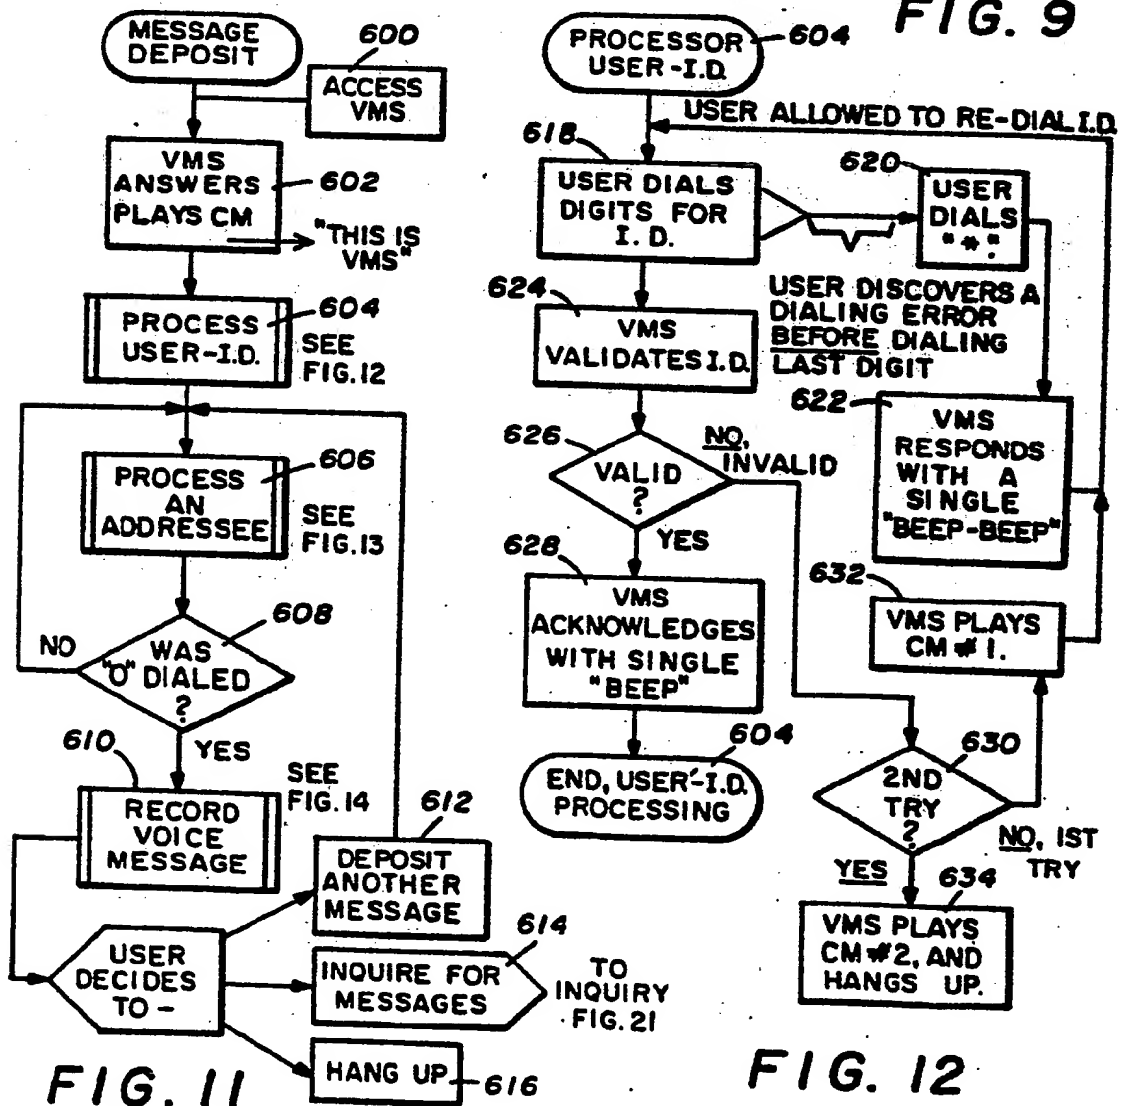 FIG. 9
MESSAGE
DEPOSIT
600
ACCESS
VMS
VMS
ANSWERS
PLAYS CM
602
"THIS IS
VMS"
PROCESS
USER-I.D.
604
SEE
FIG.12
PROCESS
AN
ADDRESSEE
606
SEE
FIG.13
WAS
"O" DIALED
?
608
NO
YES
610
RECORD
VOICE
MESSAGE
SEE
FIG.14
USER
DECIDES
TO -
612
DEPOSIT
ANOTHER
MESSAGE
614
INQUIRE FOR
MESSAGES
TO
INQUIRY
FIG.21
HANG UP
616
FIG. 11
PROCESSOR
USER-I.D.
604
USER ALLOWED TO RE-DIAL I.D.
618
USER DIALS
DIGITS FOR
I.D.
620
USER
DIALS
"*".
USER DISCOVERS A
DIALING ERROR
BEFORE DIALING
LAST DIGIT
624
VMS
VALIDATES I.D.
622
VMS
RESPONDS
WITH A
SINGLE
"BEEP-BEEP"
626
VALID
?
NO,
INVALID
YES
628
VMS
ACKNOWLEDGES
WITH SINGLE
"BEEP"
604
END, USER-I.D.
PROCESSING
632
VMS PLAYS
CM #1.
630
2ND
TRY
?
NO, 1ST
TRY
YES
634
VMS PLAYS
CM #2, AND
HANGS UP.
FIG. 12